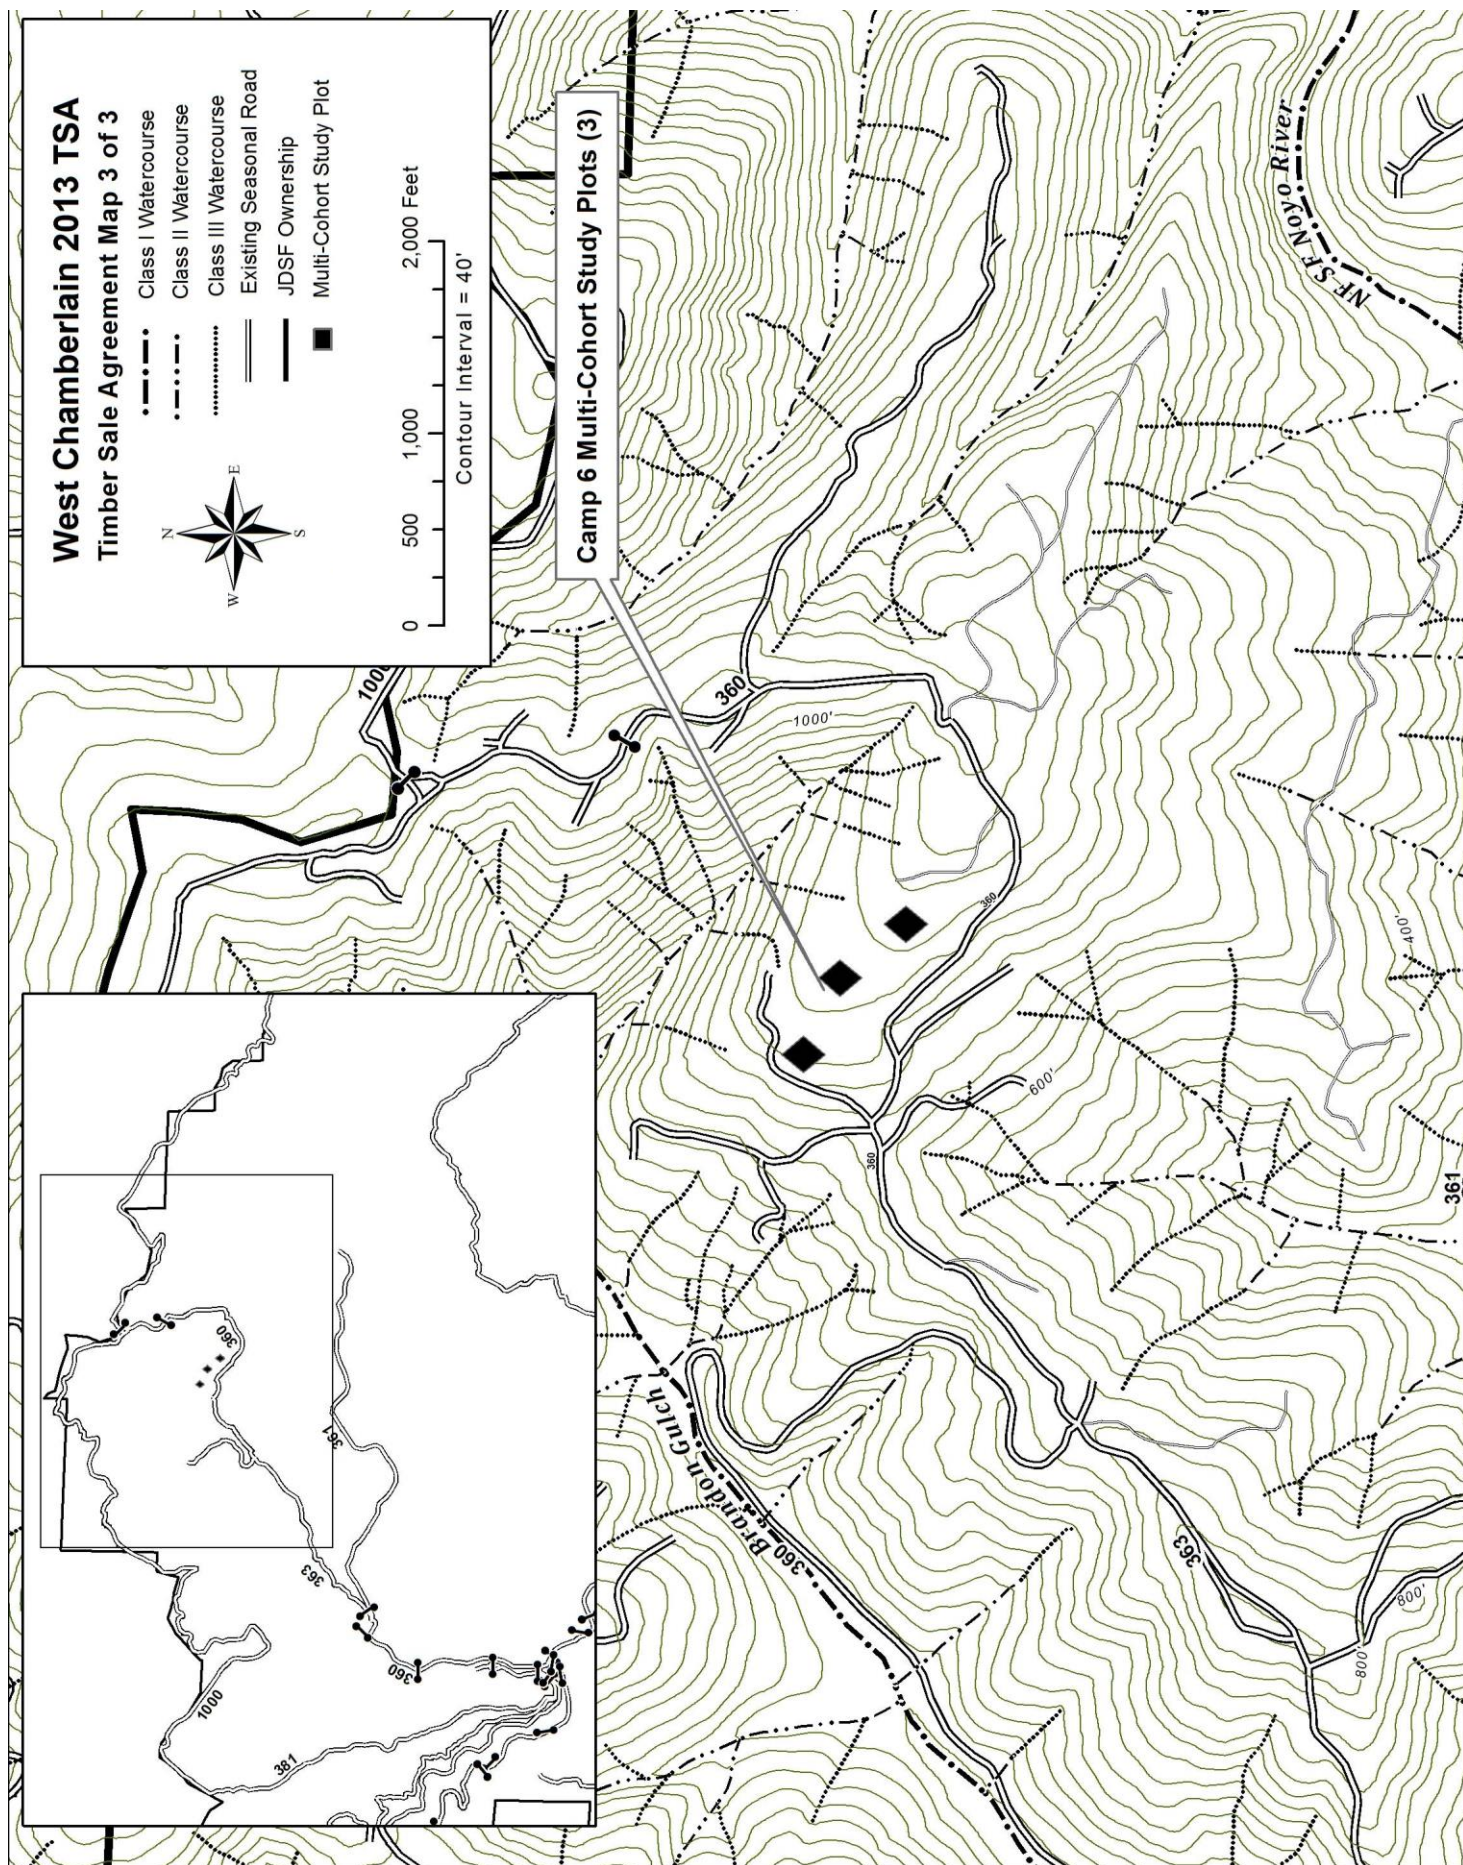 West Chamberlain 2013 TSA
Timber Sale Agreement Map 3 of 3
Class I Watercourse
Class II Watercourse
Class III Watercourse
Existing Seasonal Road
JDSF Ownership
Multi-Cohort Study Plot
N
W
E
S
0 500 1,000 2,000 Feet
Contour Interval = 40'
Camp 6 Multi-Cohort Study Plots (3)
360
1000'
360
NF SF Noyo River
400'
600'
360
361
Brandon Gulch
360
363
800'
800'
360
361
363
360
1000
381